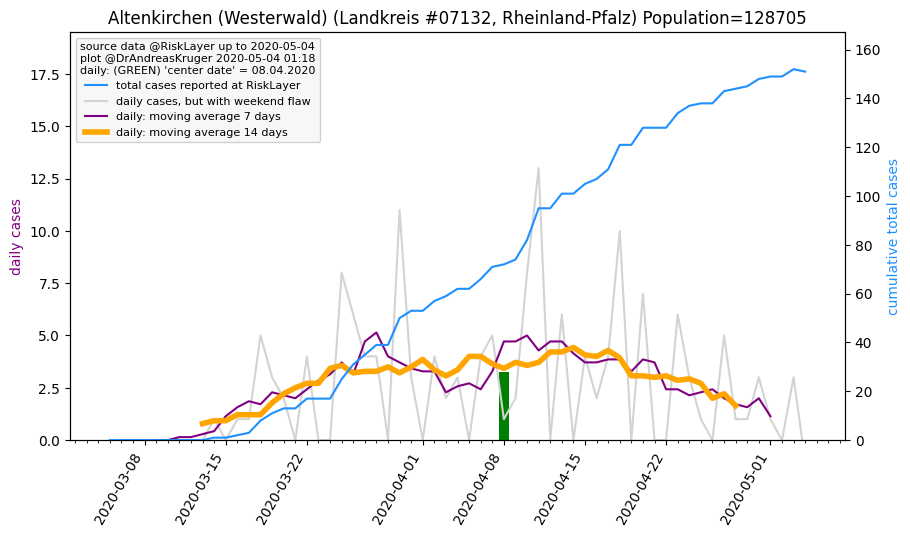 Altenkirchen (Westerwald) (Landkreis #07132, Rheinland-Pfalz) Population=128705
source data @RiskLayer up to 2020-05-04
plot @DrAndreasKruger 2020-05-04 01:18
daily: (GREEN) 'center date' = 08.04.2020
total cases reported at RiskLayer
daily cases, but with weekend flaw
daily: moving average 7 days
daily: moving average 14 days
daily cases
17.5
15.0
12.5
10.0
7.5
5.0
2.5
0.0
cumulative total cases
160
140
120
100
80
60
40
20
0
2020-03-08
2020-03-15
2020-03-22
2020-04-01
2020-04-08
2020-04-15
2020-04-22
2020-05-01